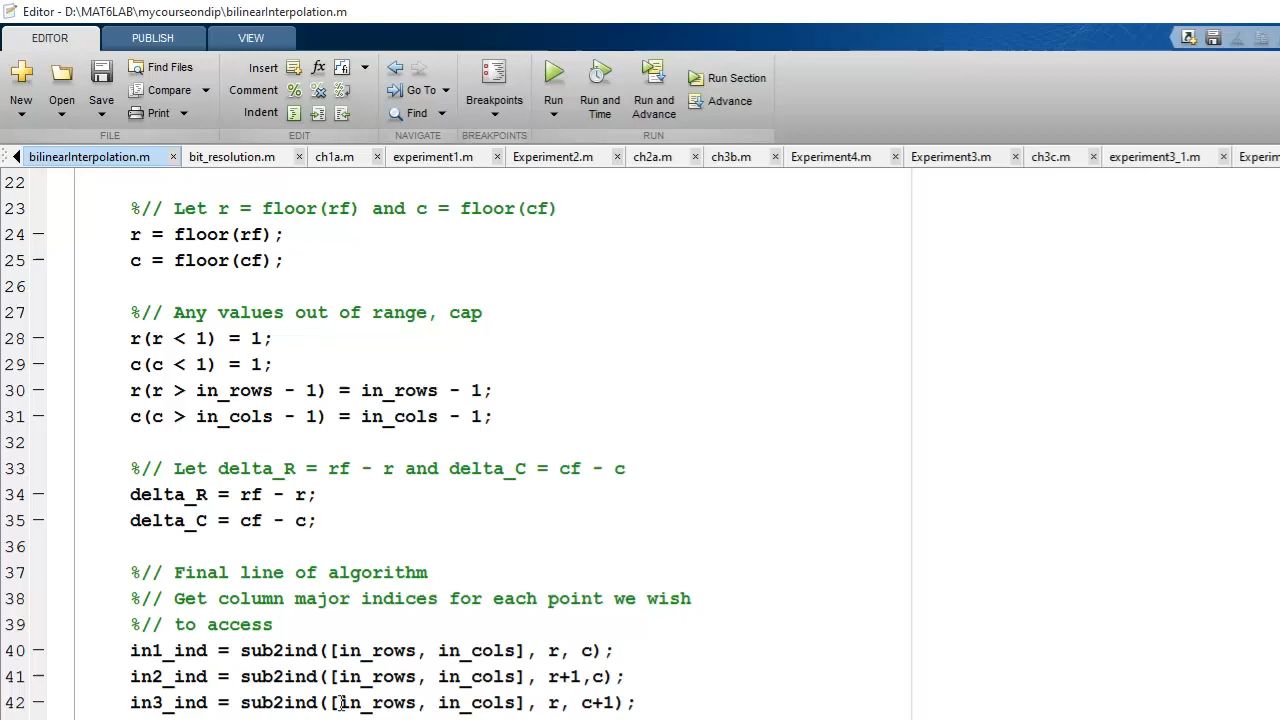 Editor - D:\MAT6LAB\mycourseondip\bilinearInterpolation.m
EDITOR PUBLISH VIEW
Find Files Insert fx
Compare Comment Go To
Print Indent Find
New Open Save Breakpoints Run Run and Time Run and Advance Run Section
Advance
FILE EDIT NAVIGATE BREAKPOINTS RUN
bilinearInterpolation.m bit_resolution.m ch1a.m experiment1.m Experiment2.m ch2a.m ch3b.m Experiment4.m Experiment3.m ch3c.m experiment3_1.m Experim
22
23 %// Let r = floor(rf) and c = floor(cf)
24 r = floor(rf);
25 c = floor(cf);
26
27 %// Any values out of range, cap
28 r(r < 1) = 1;
29 c(c < 1) = 1;
30 r(r > in_rows - 1) = in_rows - 1;
31 c(c > in_cols - 1) = in_cols - 1;
32
33 %// Let delta_R = rf - r and delta_C = cf - c
34 delta_R = rf - r;
35 delta_C = cf - c;
36
37 %// Final line of algorithm
38 %// Get column major indices for each point we wish
39 %// to access
40 in1_ind = sub2ind([in_rows, in_cols], r, c);
41 in2_ind = sub2ind([in_rows, in_cols], r+1,c);
42 in3_ind = sub2ind([in_rows, in_cols], r, c+1);